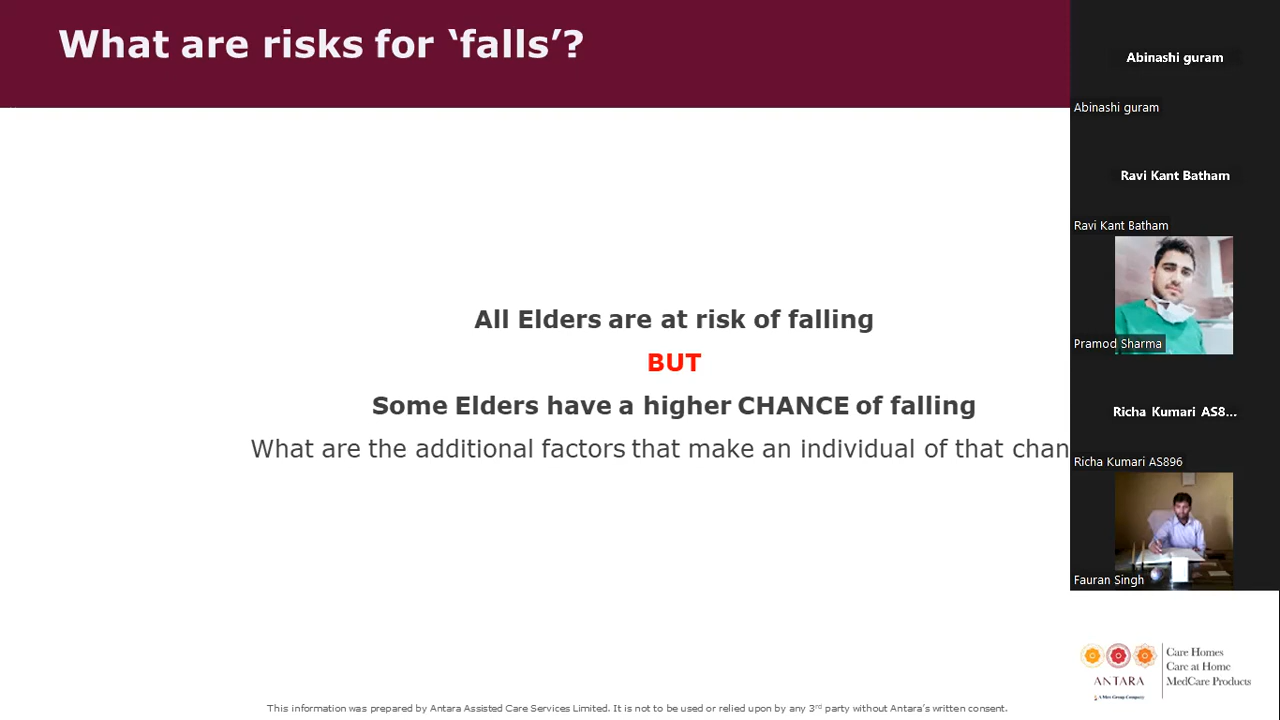 What are risks for ‘falls’?
All Elders are at risk of falling
BUT
Some Elders have a higher CHANCE of falling
What are the additional factors that make an individual of that chan
Abinashi guram
Abinashi guram
Ravi Kant Batham
Ravi Kant Batham
Pramod Sharma
Richa Kumari AS8...
Richa Kumari AS896
Fauran Singh
ANTARA
A Max Group Company
Care Homes
Care at Home
MedCare Products
This information was prepared by Antara Assisted Care Services Limited. It is not to be used or relied upon by any 3rd party without Antara’s written consent.